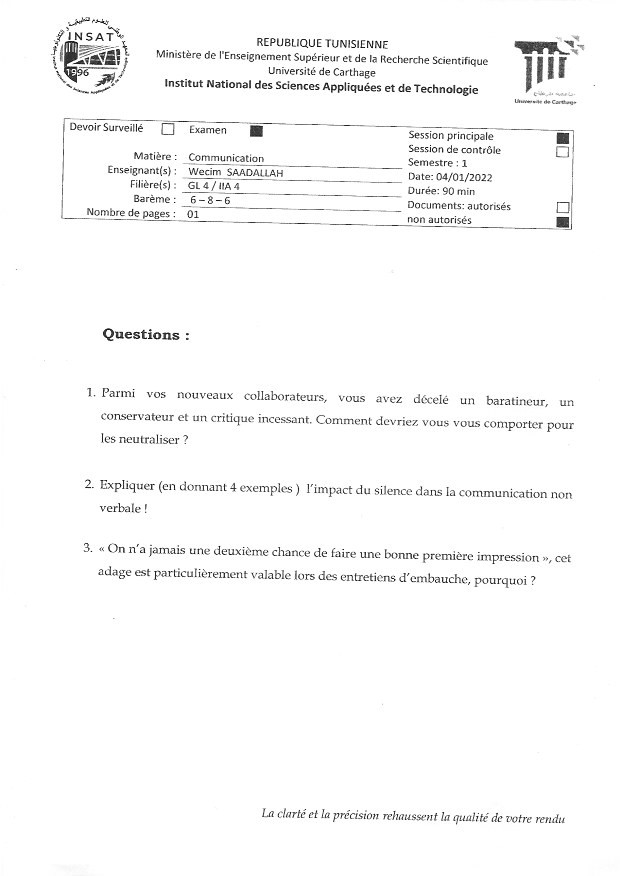 INSAT
1996
REPUBLIQUE TUNISIENNE
Ministère de l'Enseignement Supérieur et de la Recherche Scientifique
Université de Carthage
Institut National des Sciences Appliquées et de Technologie
Université de Carthage
Devoir Surveillé Examen Session principale
Session de contrôle
Matière : Communication Semestre : 1
Enseignant(s) : Wecim SAADALLAH Date: 04/01/2022
Filière(s) : GL 4 / IIA 4 Durée: 90 min
Barème : 6 – 8 – 6 Documents: autorisés
Nombre de pages : 01 non autorisés
Questions :
1. Parmi vos nouveaux collaborateurs, vous avez décelé un baratineur, un
conservateur et un critique incessant. Comment devriez vous vous comporter pour
les neutraliser ?
2. Expliquer (en donnant 4 exemples ) l'impact du silence dans la communication non
verbale !
3. « On n'a jamais une deuxième chance de faire une bonne première impression », cet
adage est particulièrement valable lors des entretiens d'embauche, pourquoi ?
La clarté et la précision rehaussent la qualité de votre rendu